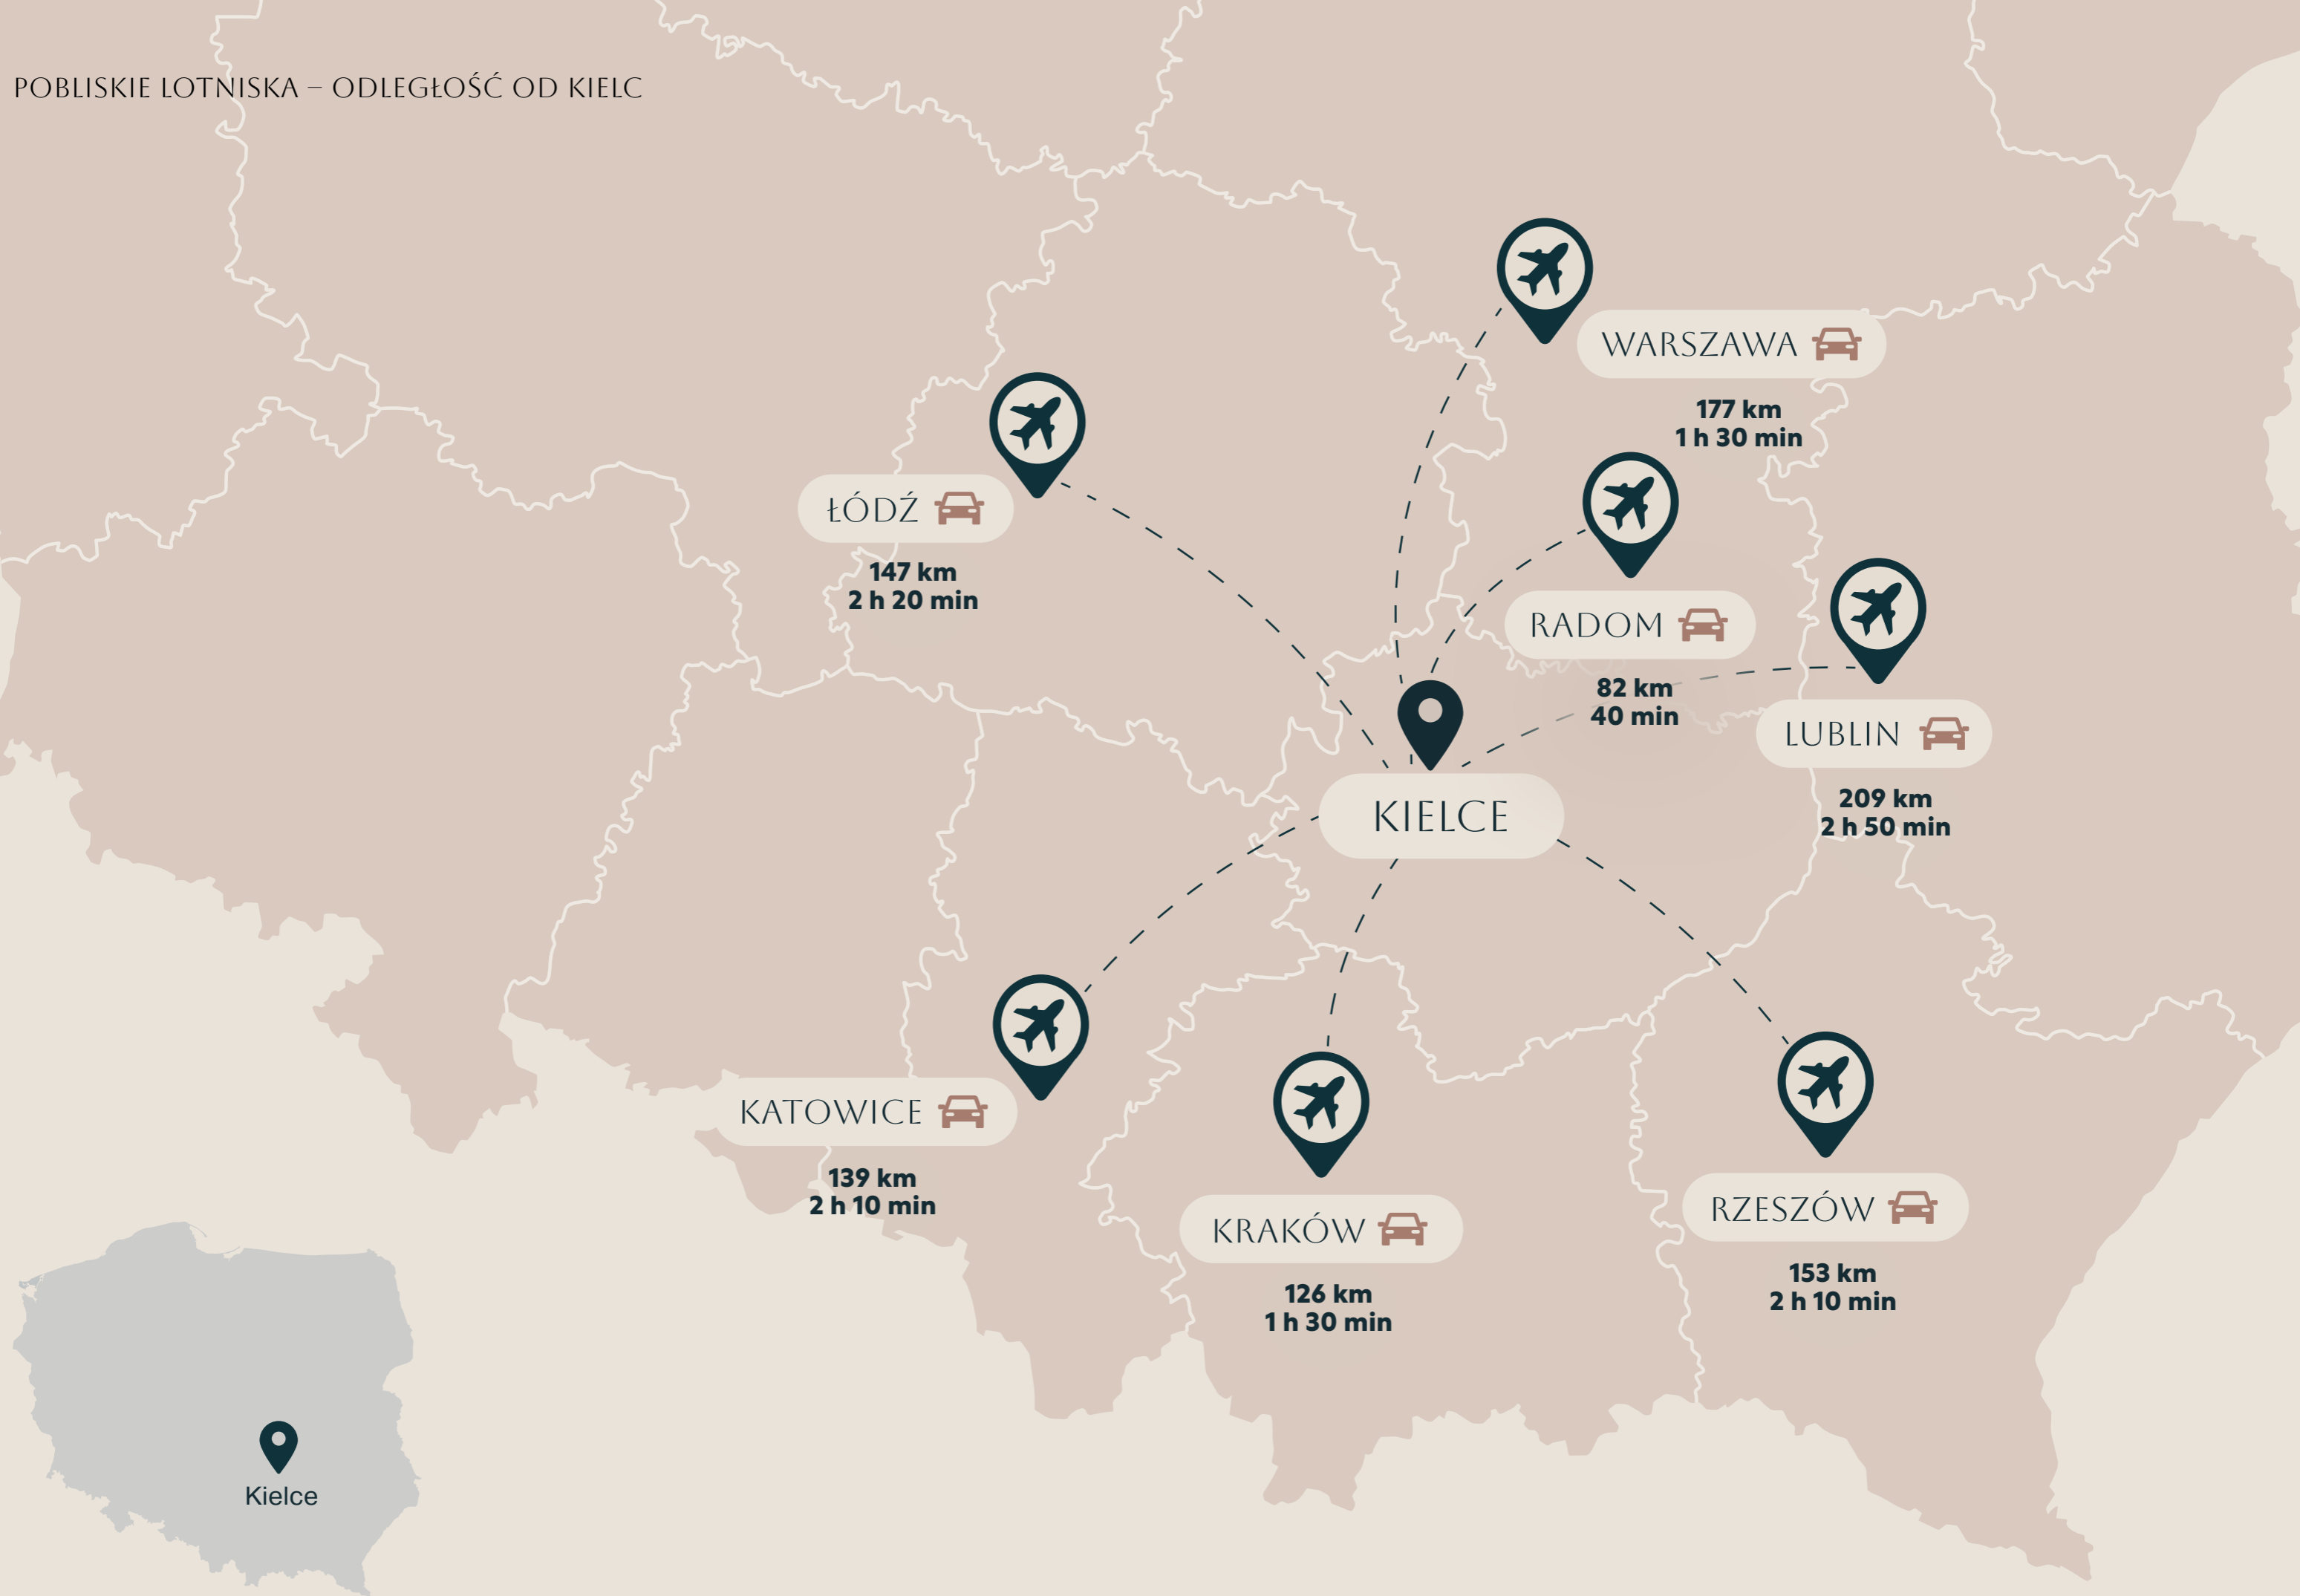 POBLISKIE LOTNISKA – ODLEGŁOŚĆ OD KIELC
WARSZAWA
177 km
1 h 30 min
ŁÓDŹ
147 km
2 h 20 min
RADOM
82 km
40 min
LUBLIN
209 km
2 h 50 min
KIELCE
KATOWICE
139 km
2 h 10 min
KRAKÓW
126 km
1 h 30 min
RZESZÓW
153 km
2 h 10 min
Kielce